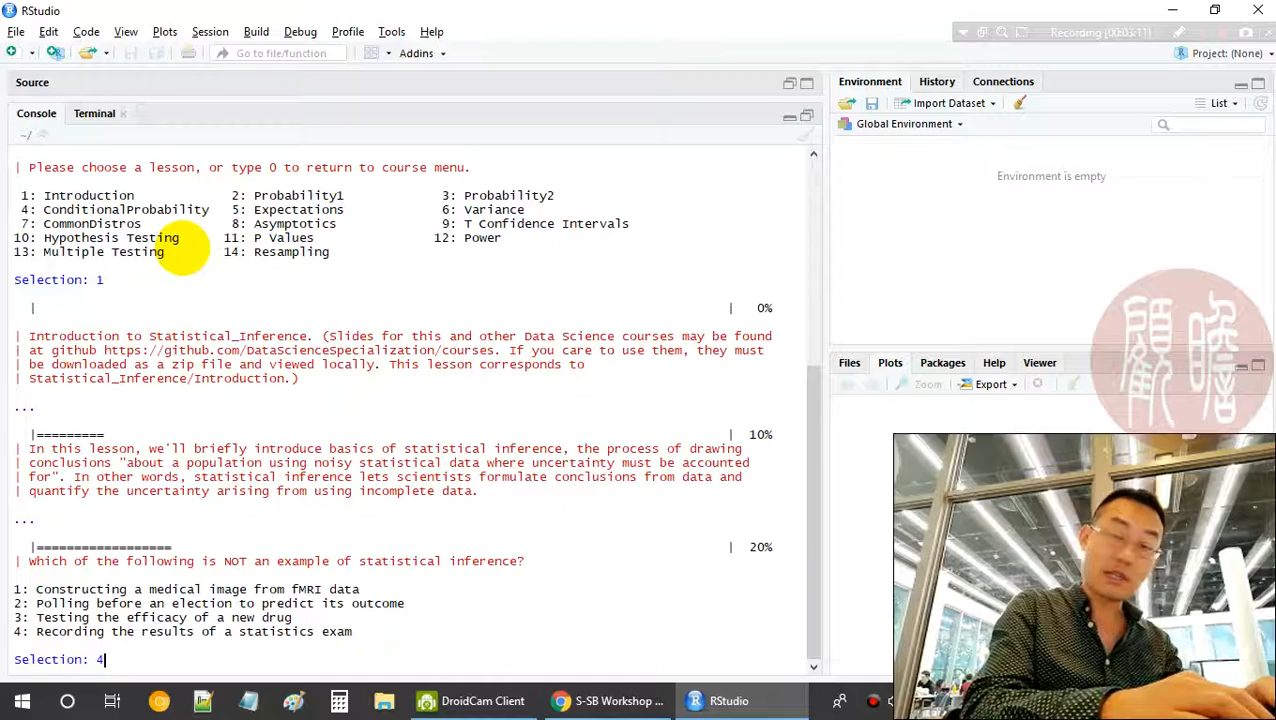 RStudio
File Edit Code View Plots Session Build Debug Profile Tools Help
Recording [00:03:11]
Go to file/function Addins
Project: (None)
Source
Console Terminal
~/
| Please choose a lesson, or type 0 to return to course menu.
1: Introduction 2: Probability1 3: Probability2
4: ConditionalProbability 5: Expectations 6: Variance
7: CommonDistros 8: Asymptotics 9: T Confidence Intervals
10: Hypothesis Testing 11: P Values 12: Power
13: Multiple Testing 14: Resampling
Selection: 1
| | 0%
| Introduction to Statistical_Inference. (Slides for this and other Data Science courses may be found
| at github https://github.com/DataScienceSpecialization/courses. If you care to use them, they must
| be downloaded as a zip file and viewed locally. This lesson corresponds to
| Statistical_Inference/Introduction.)
...
|========= | 10%
| In this lesson, we'll briefly introduce basics of statistical inference, the process of drawing
| conclusions "about a population using noisy statistical data where uncertainty must be accounted
| for". In other words, statistical inference lets scientists formulate conclusions from data and
| quantify the uncertainty arising from using incomplete data.
...
|================== | 20%
| Which of the following is NOT an example of statistical inference?
1: Constructing a medical image from fMRI data
2: Polling before an election to predict its outcome
3: Testing the efficacy of a new drug
4: Recording the results of a statistics exam
Selection: 4
Environment History Connections
Import Dataset List
Global Environment
Environment is empty
Files Plots Packages Help Viewer
Zoom Export
顧瞻
DroidCam Client
S-SB Workshop ...
RStudio